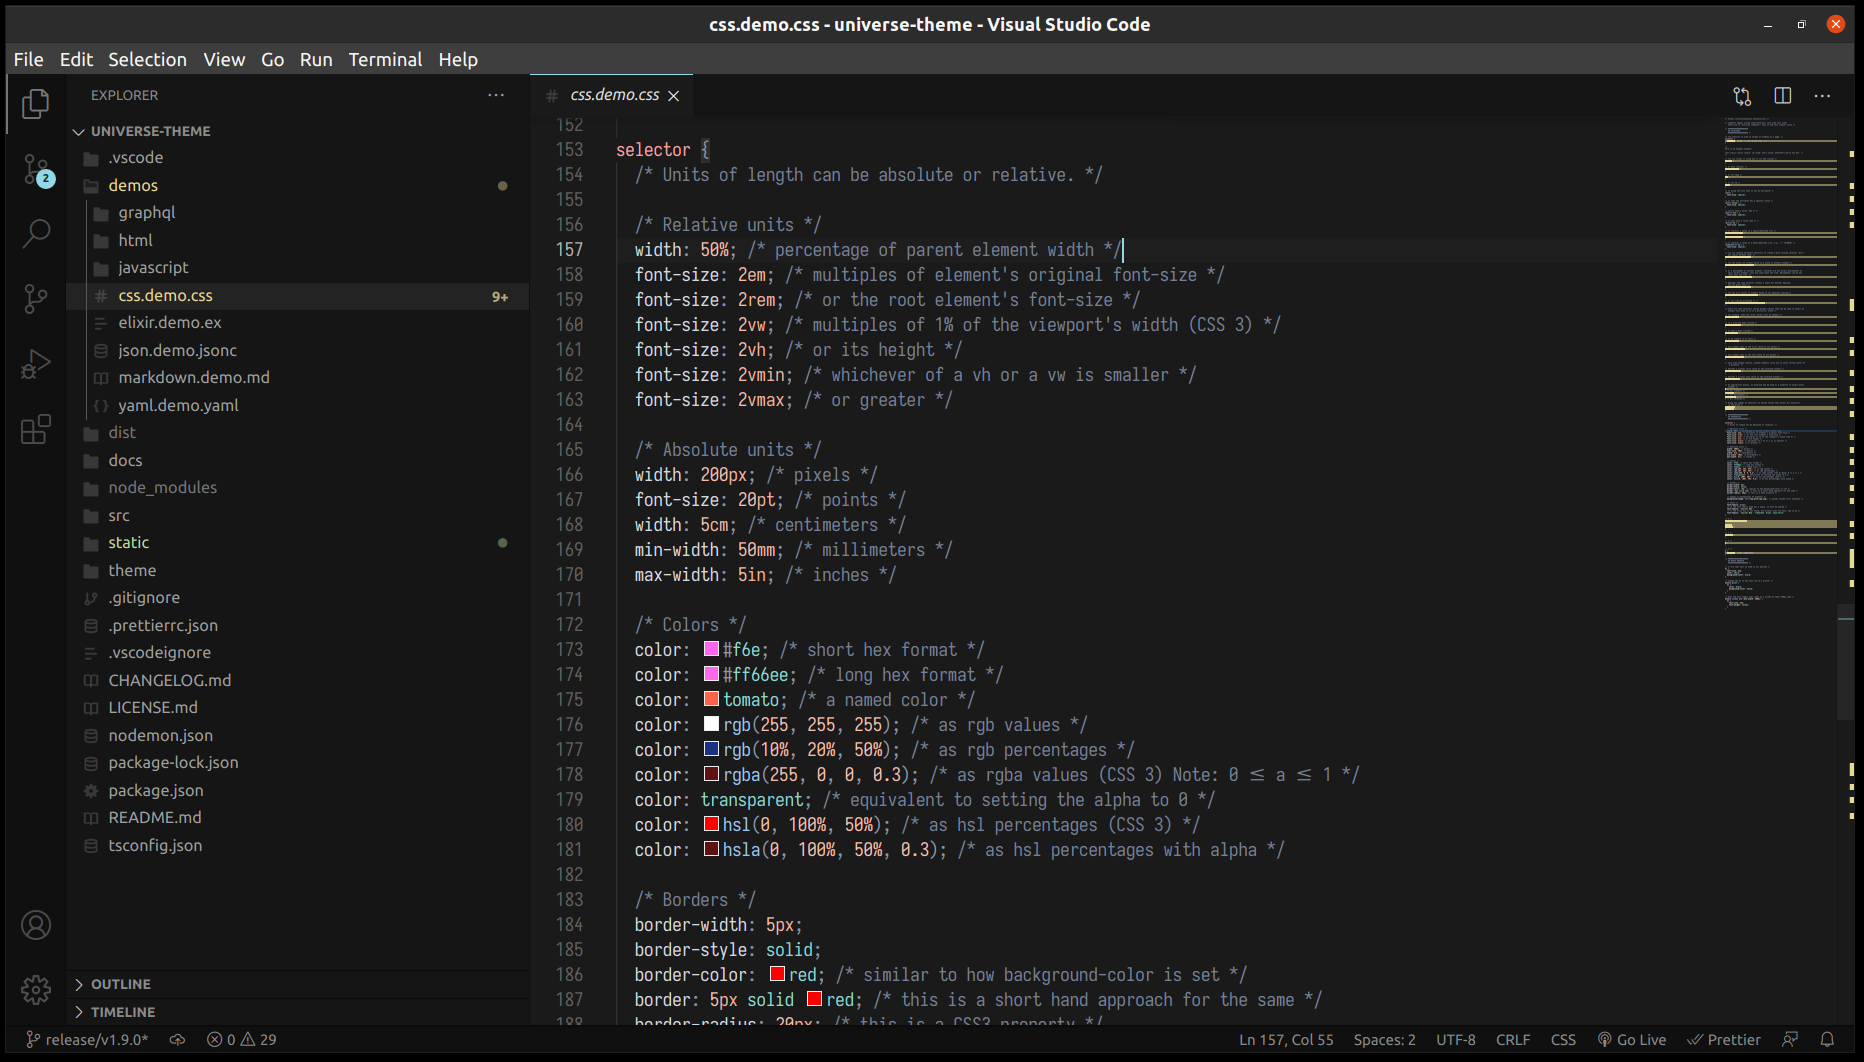 css.demo.css - universe-theme - Visual Studio Code
File Edit Selection View Go Run Terminal Help
EXPLORER
UNIVERSE-THEME
.vscode
demos
graphql
html
javascript
css.demo.css 9+
elixir.demo.ex
json.demo.jsonc
markdown.demo.md
yaml.demo.yaml
dist
docs
node_modules
src
static
theme
.gitignore
.prettierrc.json
.vscodeignore
CHANGELOG.md
LICENSE.md
nodemon.json
package-lock.json
package.json
README.md
tsconfig.json
OUTLINE
TIMELINE
2
# css.demo.css
152
153 selector {
154 /* Units of length can be absolute or relative. */
155
156 /* Relative units */
157 width: 50%; /* percentage of parent element width */
158 font-size: 2em; /* multiples of element's original font-size */
159 font-size: 2rem; /* or the root element's font-size */
160 font-size: 2vw; /* multiples of 1% of the viewport's width (CSS 3) */
161 font-size: 2vh; /* or its height */
162 font-size: 2vmin; /* whichever of a vh or a vw is smaller */
163 font-size: 2vmax; /* or greater */
164
165 /* Absolute units */
166 width: 200px; /* pixels */
167 font-size: 20pt; /* points */
168 width: 5cm; /* centimeters */
169 min-width: 50mm; /* millimeters */
170 max-width: 5in; /* inches */
171
172 /* Colors */
173 color: #f6e; /* short hex format */
174 color: #ff66ee; /* long hex format */
175 color: tomato; /* a named color */
176 color: rgb(255, 255, 255); /* as rgb values */
177 color: rgb(10%, 20%, 50%); /* as rgb percentages */
178 color: rgba(255, 0, 0, 0.3); /* as rgba values (CSS 3) Note: 0 ≤ a ≤ 1 */
179 color: transparent; /* equivalent to setting the alpha to 0 */
180 color: hsl(0, 100%, 50%); /* as hsl percentages (CSS 3) */
181 color: hsla(0, 100%, 50%, 0.3); /* as hsl percentages with alpha */
182
183 /* Borders */
184 border-width: 5px;
185 border-style: solid;
186 border-color: red; /* similar to how background-color is set */
187 border: 5px solid red; /* this is a short hand approach for the same */
188 border-radius: 20px; /* this is a CSS3 property */
release/v1.9.0* 0 29 Ln 157, Col 55 Spaces: 2 UTF-8 CRLF CSS Go Live Prettier